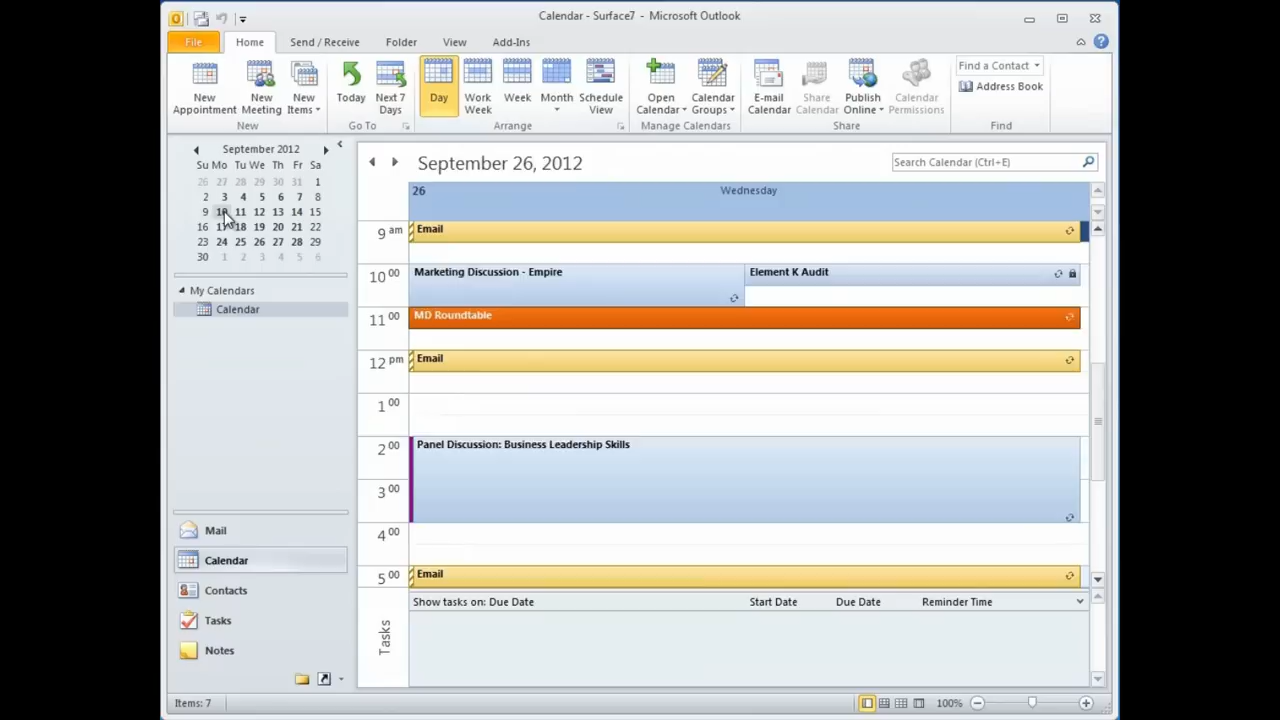 Calendar - Surface7 - Microsoft Outlook
File Home Send / Receive Folder View Add-Ins
New Appointment New Meeting New Items Today Next 7 Days Day Work Week Week Month Schedule View Open Calendar Calendar Groups E-mail Calendar Share Calendar Publish Online Calendar Permissions Find a Contact Address Book
New Go To Arrange Manage Calendars Share Find
September 2012
Su Mo Tu We Th Fr Sa
26 27 28 29 30 31 1
2 3 4 5 6 7 8
9 10 11 12 13 14 15
16 17 18 19 20 21 22
23 24 25 26 27 28 29
30 1 2 3 4 5 6
My Calendars
Calendar
Mail
Calendar
Contacts
Tasks
Notes
September 26, 2012 Search Calendar (Ctrl+E)
26 Wednesday
9 am Email
10 00 Marketing Discussion - Empire Element K Audit
11 00 MD Roundtable
12 pm Email
1 00
2 00 Panel Discussion: Business Leadership Skills
3 00
4 00
5 00 Email
Show tasks on: Due Date Start Date Due Date Reminder Time
Tasks
Items: 7 100%